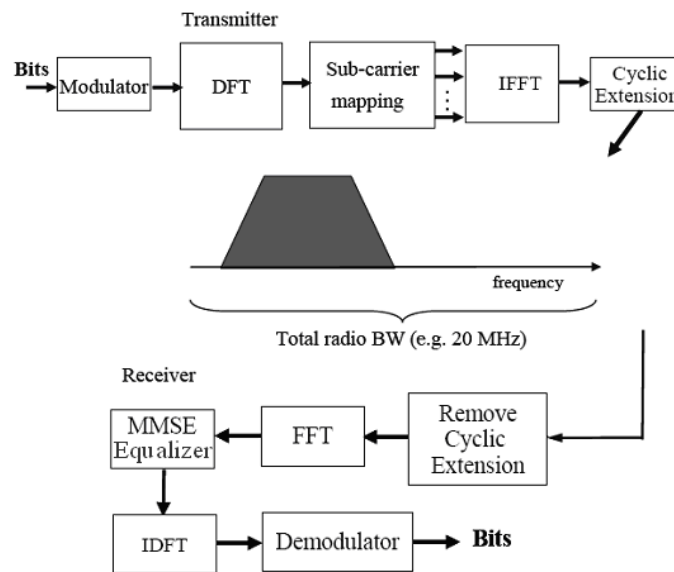 Transmitter
Bits
Modulator
DFT
Sub-carrier
mapping
IFFT
Cyclic
Extension
frequency
Total radio BW (e.g. 20 MHz)
Receiver
MMSE
Equalizer
FFT
Remove
Cyclic
Extension
IDFT
Demodulator
Bits